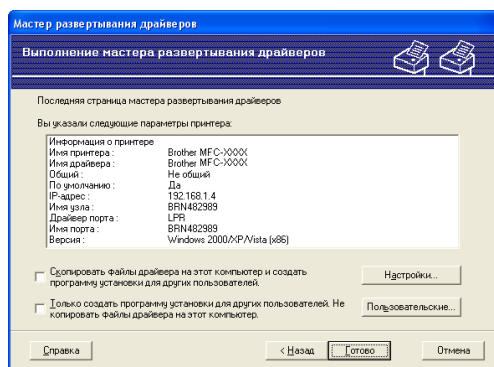 Мастер развертывания драйверов
Выполнение мастера развертывания драйверов
Последняя страница мастера развертывания драйверов
Вы указали следующие параметры принтера:
Информация о принтере
Имя принтера : Brother MFC-XXXX
Имя драйвера : Brother MFC-XXXX
Общий : Не общий
По умолчанию : Да
IP-адрес : 192.168.1.4
Имя узла : BRN482989
Драйвер порта : LPR
Имя порта : BRN482989
Версия : Windows 2000/XP/Vista (x86)
Скопировать файлы драйвера на этот компьютер и создать
программу установки для других пользователей.
Настройки...
Только создать программу установки для других пользователей. Не
копировать файлы драйвера на этот компьютер.
Пользовательские...
Справка
< Назад
Готово
Отмена